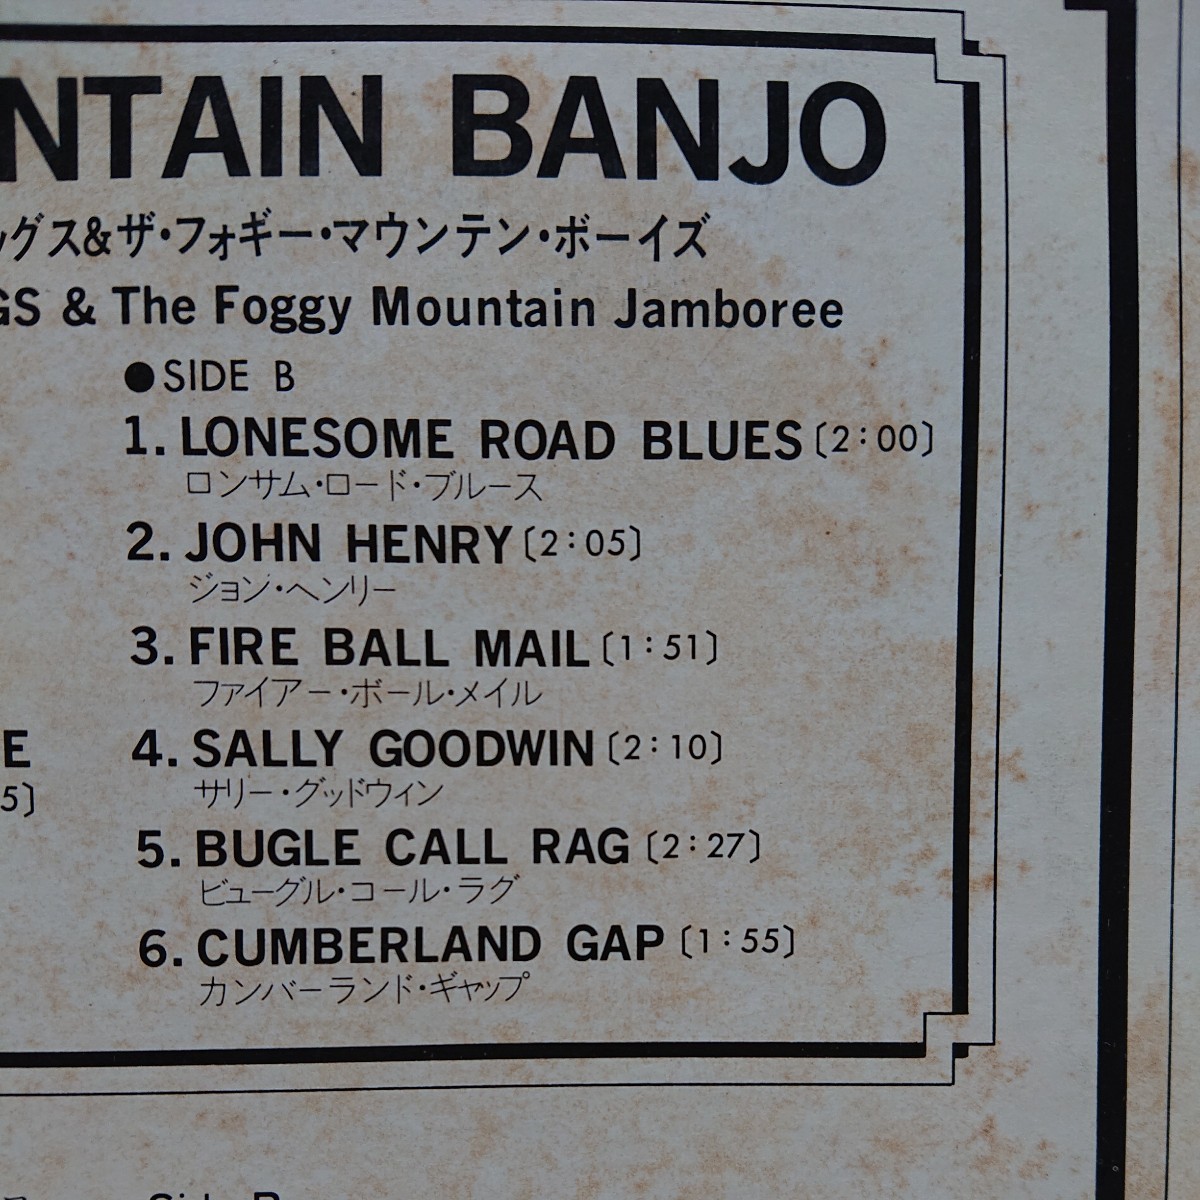 NTAIN BANJO
ッグス&ザ・フォギー・マウンテン・ボーイズ
GS & The Foggy Mountain Jamboree
●SIDE B
1. LONESOME ROAD BLUES〔2:00〕
ロンサム・ロード・ブルース
2. JOHN HENRY〔2:05〕
ジョン・ヘンリー
3. FIRE BALL MAIL〔1:51〕
ファイアー・ボール・メイル
E
5〕
4. SALLY GOODWIN〔2:10〕
サリー・グッドウィン
5. BUGLE CALL RAG〔2:27〕
ビューグル・コール・ラグ
6. CUMBERLAND GAP〔1:55〕
カンバーランド・ギャップ
Side B